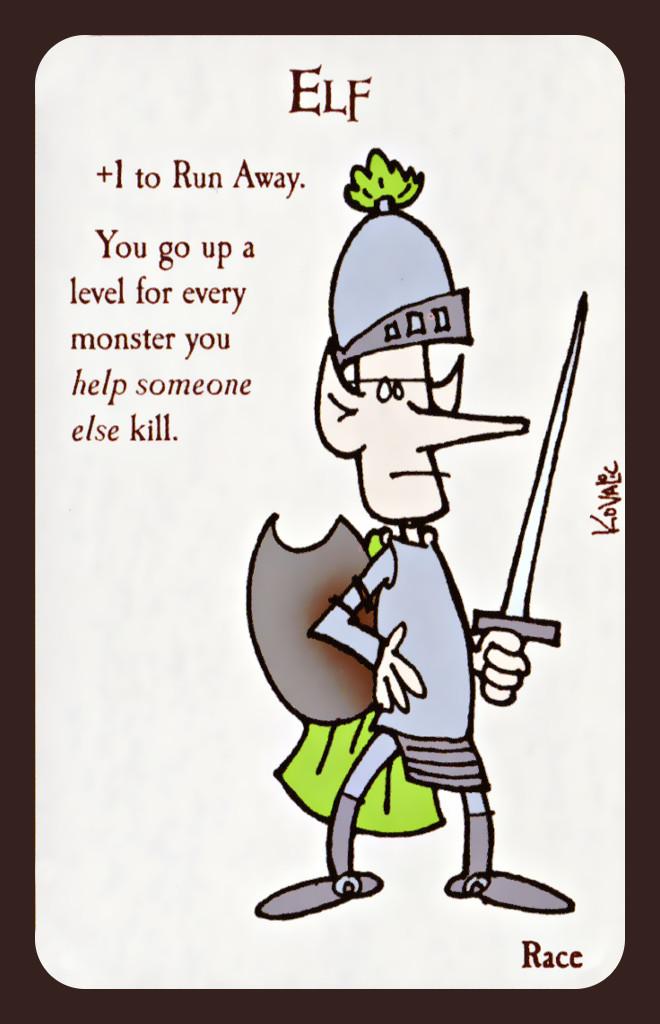 ELF
+1 to Run Away.
You go up a
level for every
monster you
help someone
else kill.
KOVALIC
Race